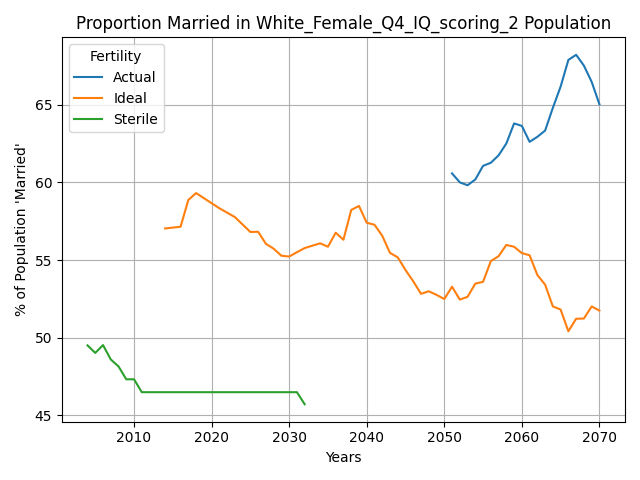 Proportion Married in White_Female_Q4_IQ_scoring_2 Population
Fertility
Actual
Ideal
Sterile
% of Population 'Married'
65
60
55
50
45
2010 2020 2030 2040 2050 2060 2070
Years